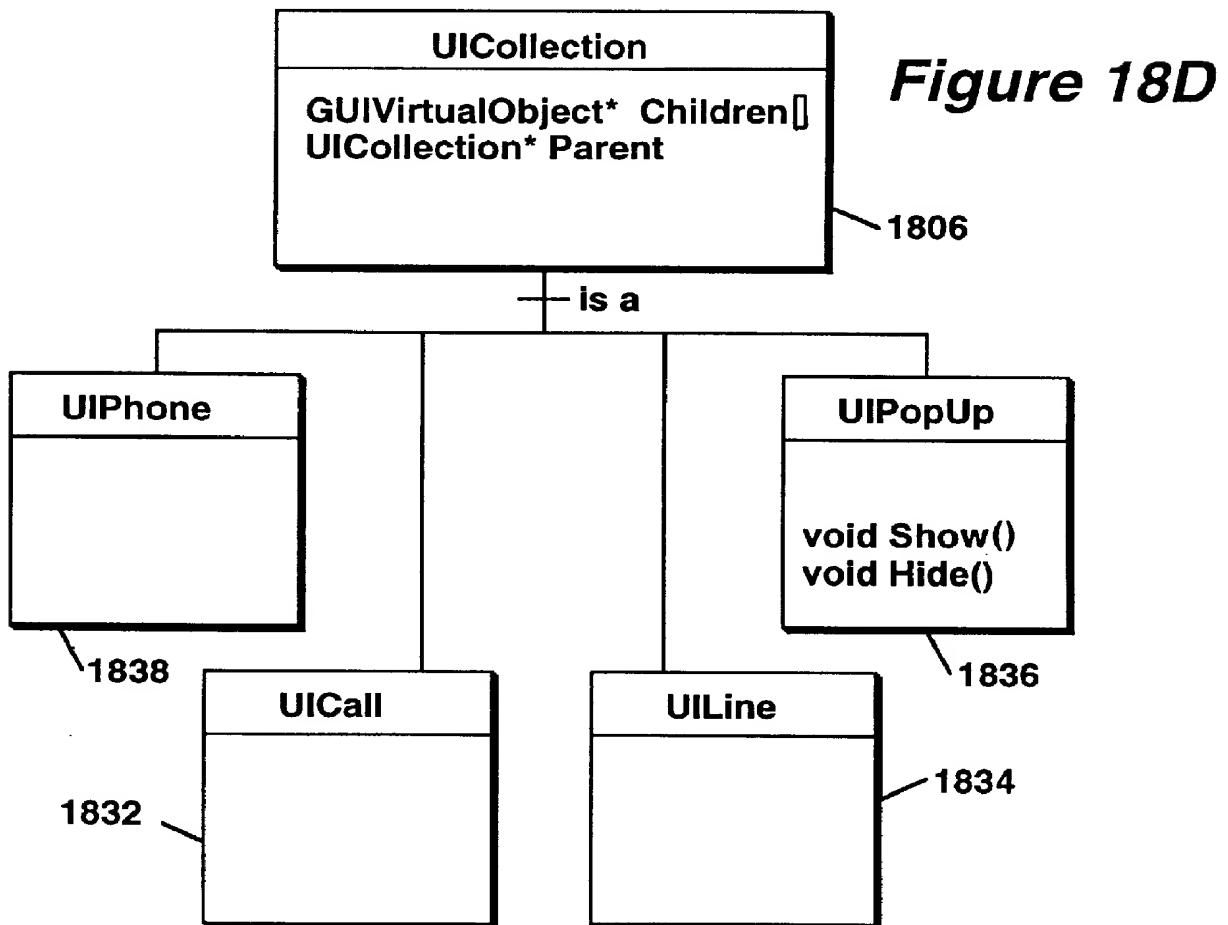 UICollection
Figure 18D
GUIVirtualObject* Children[]
UICollection* Parent
1806
is a
UIPhone
UIPopUp
void Show()
void Hide()
1838
1836
UICall
UILine
1834
1832